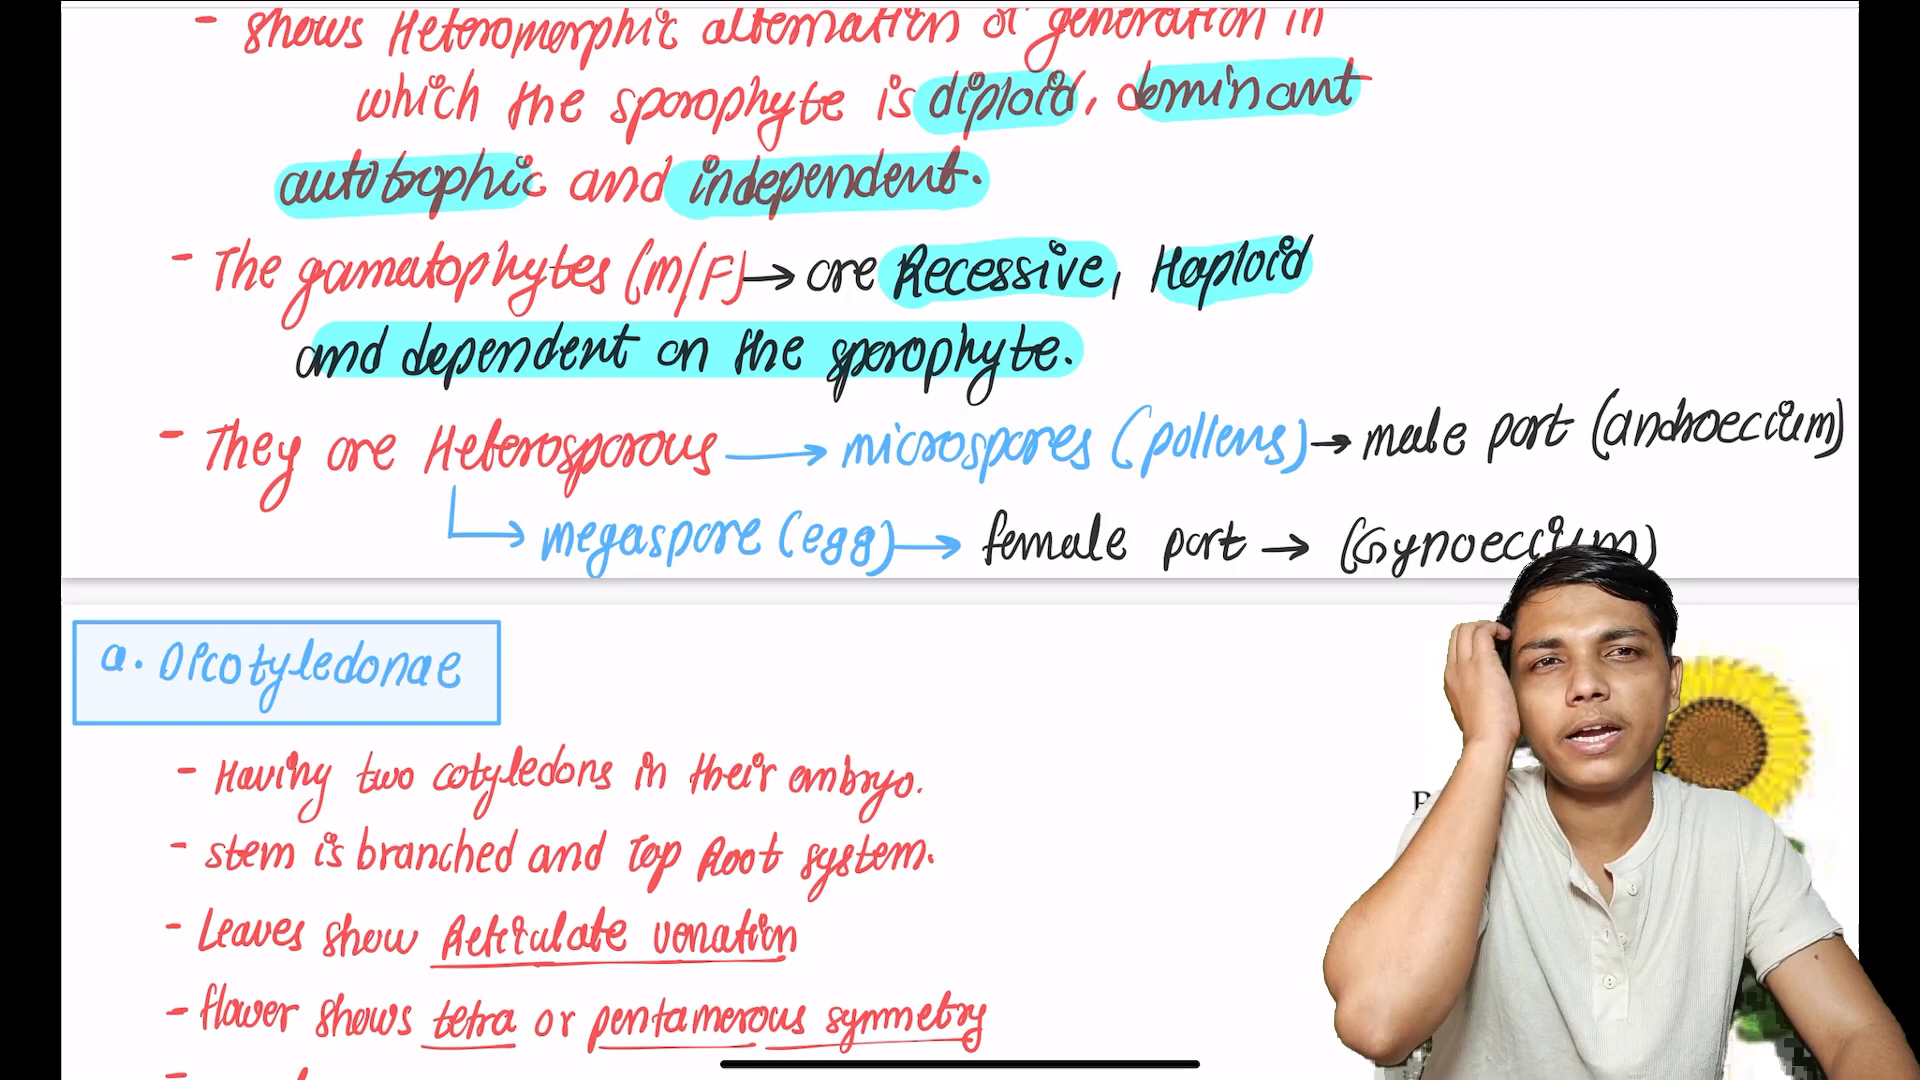 - shows Heteromorphic alternation of generation in
which the sporophyte is diploid, dominant
autotrophic and independent.
- The gamatophytes (M/F) → are Recessive, Haploid
and dependent on the sporophyte.
- They are Heterosporous → microspores (pollens) → male part (androecium)
→ megaspore (egg) → female part → (Gynoecium)
a. Dicotyledonae
- Having two cotyledons in their embryo.
- stem is branched and Tap Root system.
- Leaves show Reticulate venation
- flower shows tetra or pentamerous symmetry